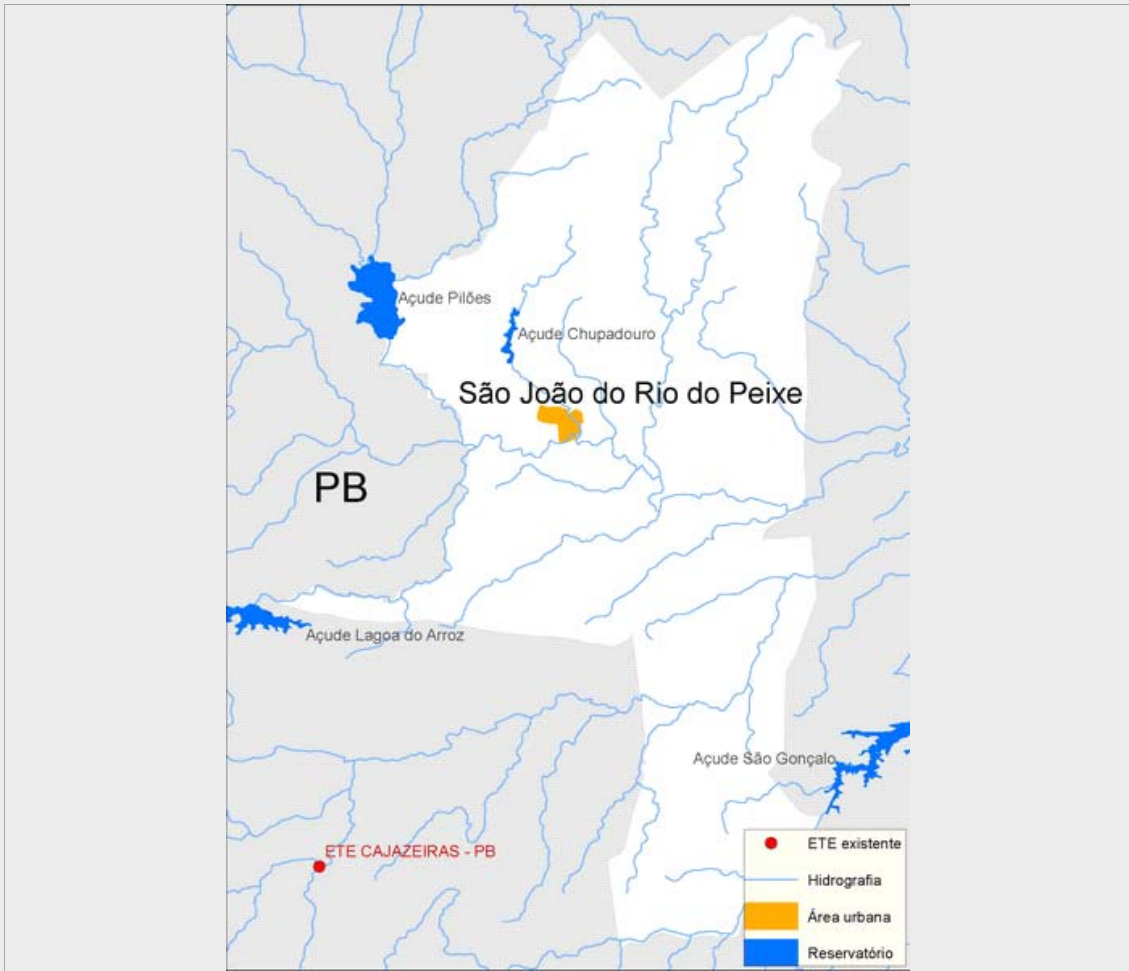 Açude Pilões
Açude Chupadouro
São João do Rio do Peixe
PB
Açude Lagoa do Arroz
Açude São Gonçalo
ETE CAJAZEIRAS - PB
ETE existente
Hidrografia
Área urbana
Reservatório